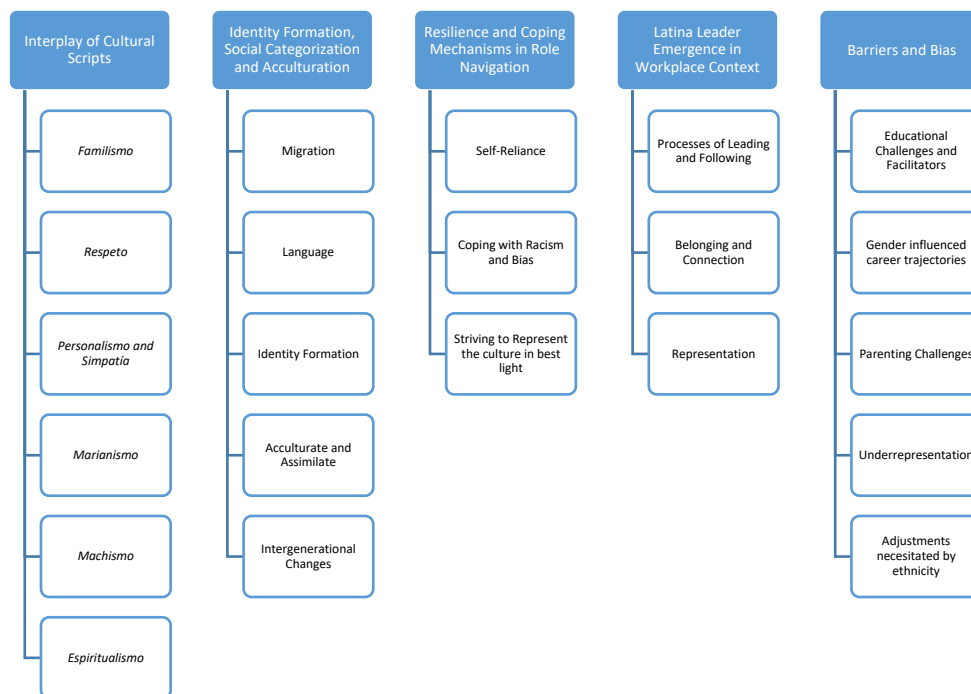 Interplay of Cultural
Scripts
Familismo
Respeto
Personalismo and
Simpatía
Marianismo
Machismo
Espiritualismo
Identity Formation,
Social Categorization
and Acculturation
Migration
Language
Identity Formation
Acculturate and
Assimilate
Intergenerational
Changes
Resilience and Coping
Mechanisms in Role
Navigation
Self-Reliance
Coping with Racism
and Bias
Striving to Represent
the culture in best
light
Latina Leader
Emergence in
Workplace Context
Processes of Leading
and Following
Belonging and
Connection
Representation
Barriers and Bias
Educational
Challenges and
Facilitators
Gender influenced
career trajectories
Parenting Challenges
Underrepresentation
Adjustments
necesitated by
ethnicity